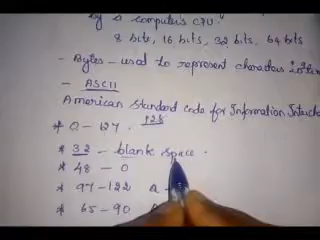 by a computer's CPU.
8 bits, 16 bits, 32 bits, 64 bits
- Bytes - used to represent characters
- ASCII
American standard code for Information
* 0 - 127. 128
* 32 - blank space.
* 48 - 0
* 97-122 a -
* 65-90